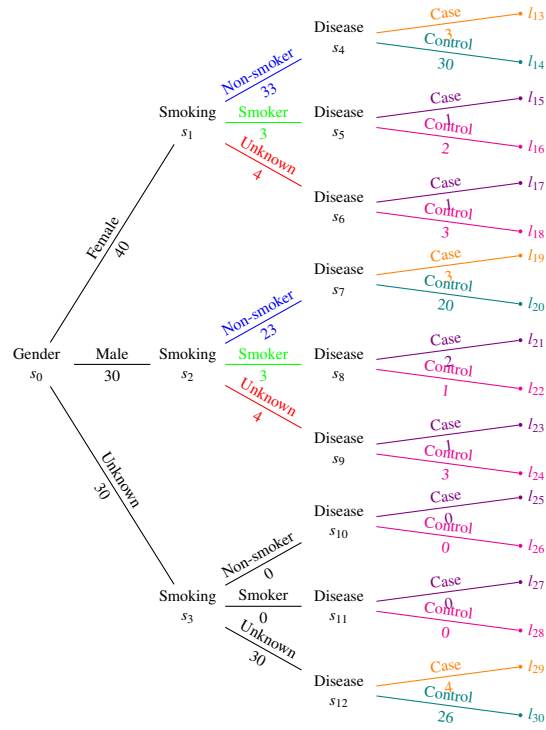 Disease
s4
Case
3
l13
Control
30
l14
Non-smoker
33
Smoking
s1
Smoker
3
Disease
s5
Case
1
l15
Control
2
l16
Unknown
4
Disease
s6
Case
1
l17
Control
3
l18
Female
40
Disease
s7
Case
3
l19
Control
20
l20
Non-smoker
23
Gender
s0
Male
30
Smoking
s2
Smoker
3
Disease
s8
Case
2
l21
Control
1
l22
Unknown
4
Disease
s9
Case
1
l23
Control
3
l24
Unknown
30
Disease
s10
Case
0
l25
Control
0
l26
Non-smoker
0
Smoking
s3
Smoker
0
Disease
s11
Case
0
l27
Control
0
l28
Unknown
30
Disease
s12
Case
4
l29
Control
26
l30